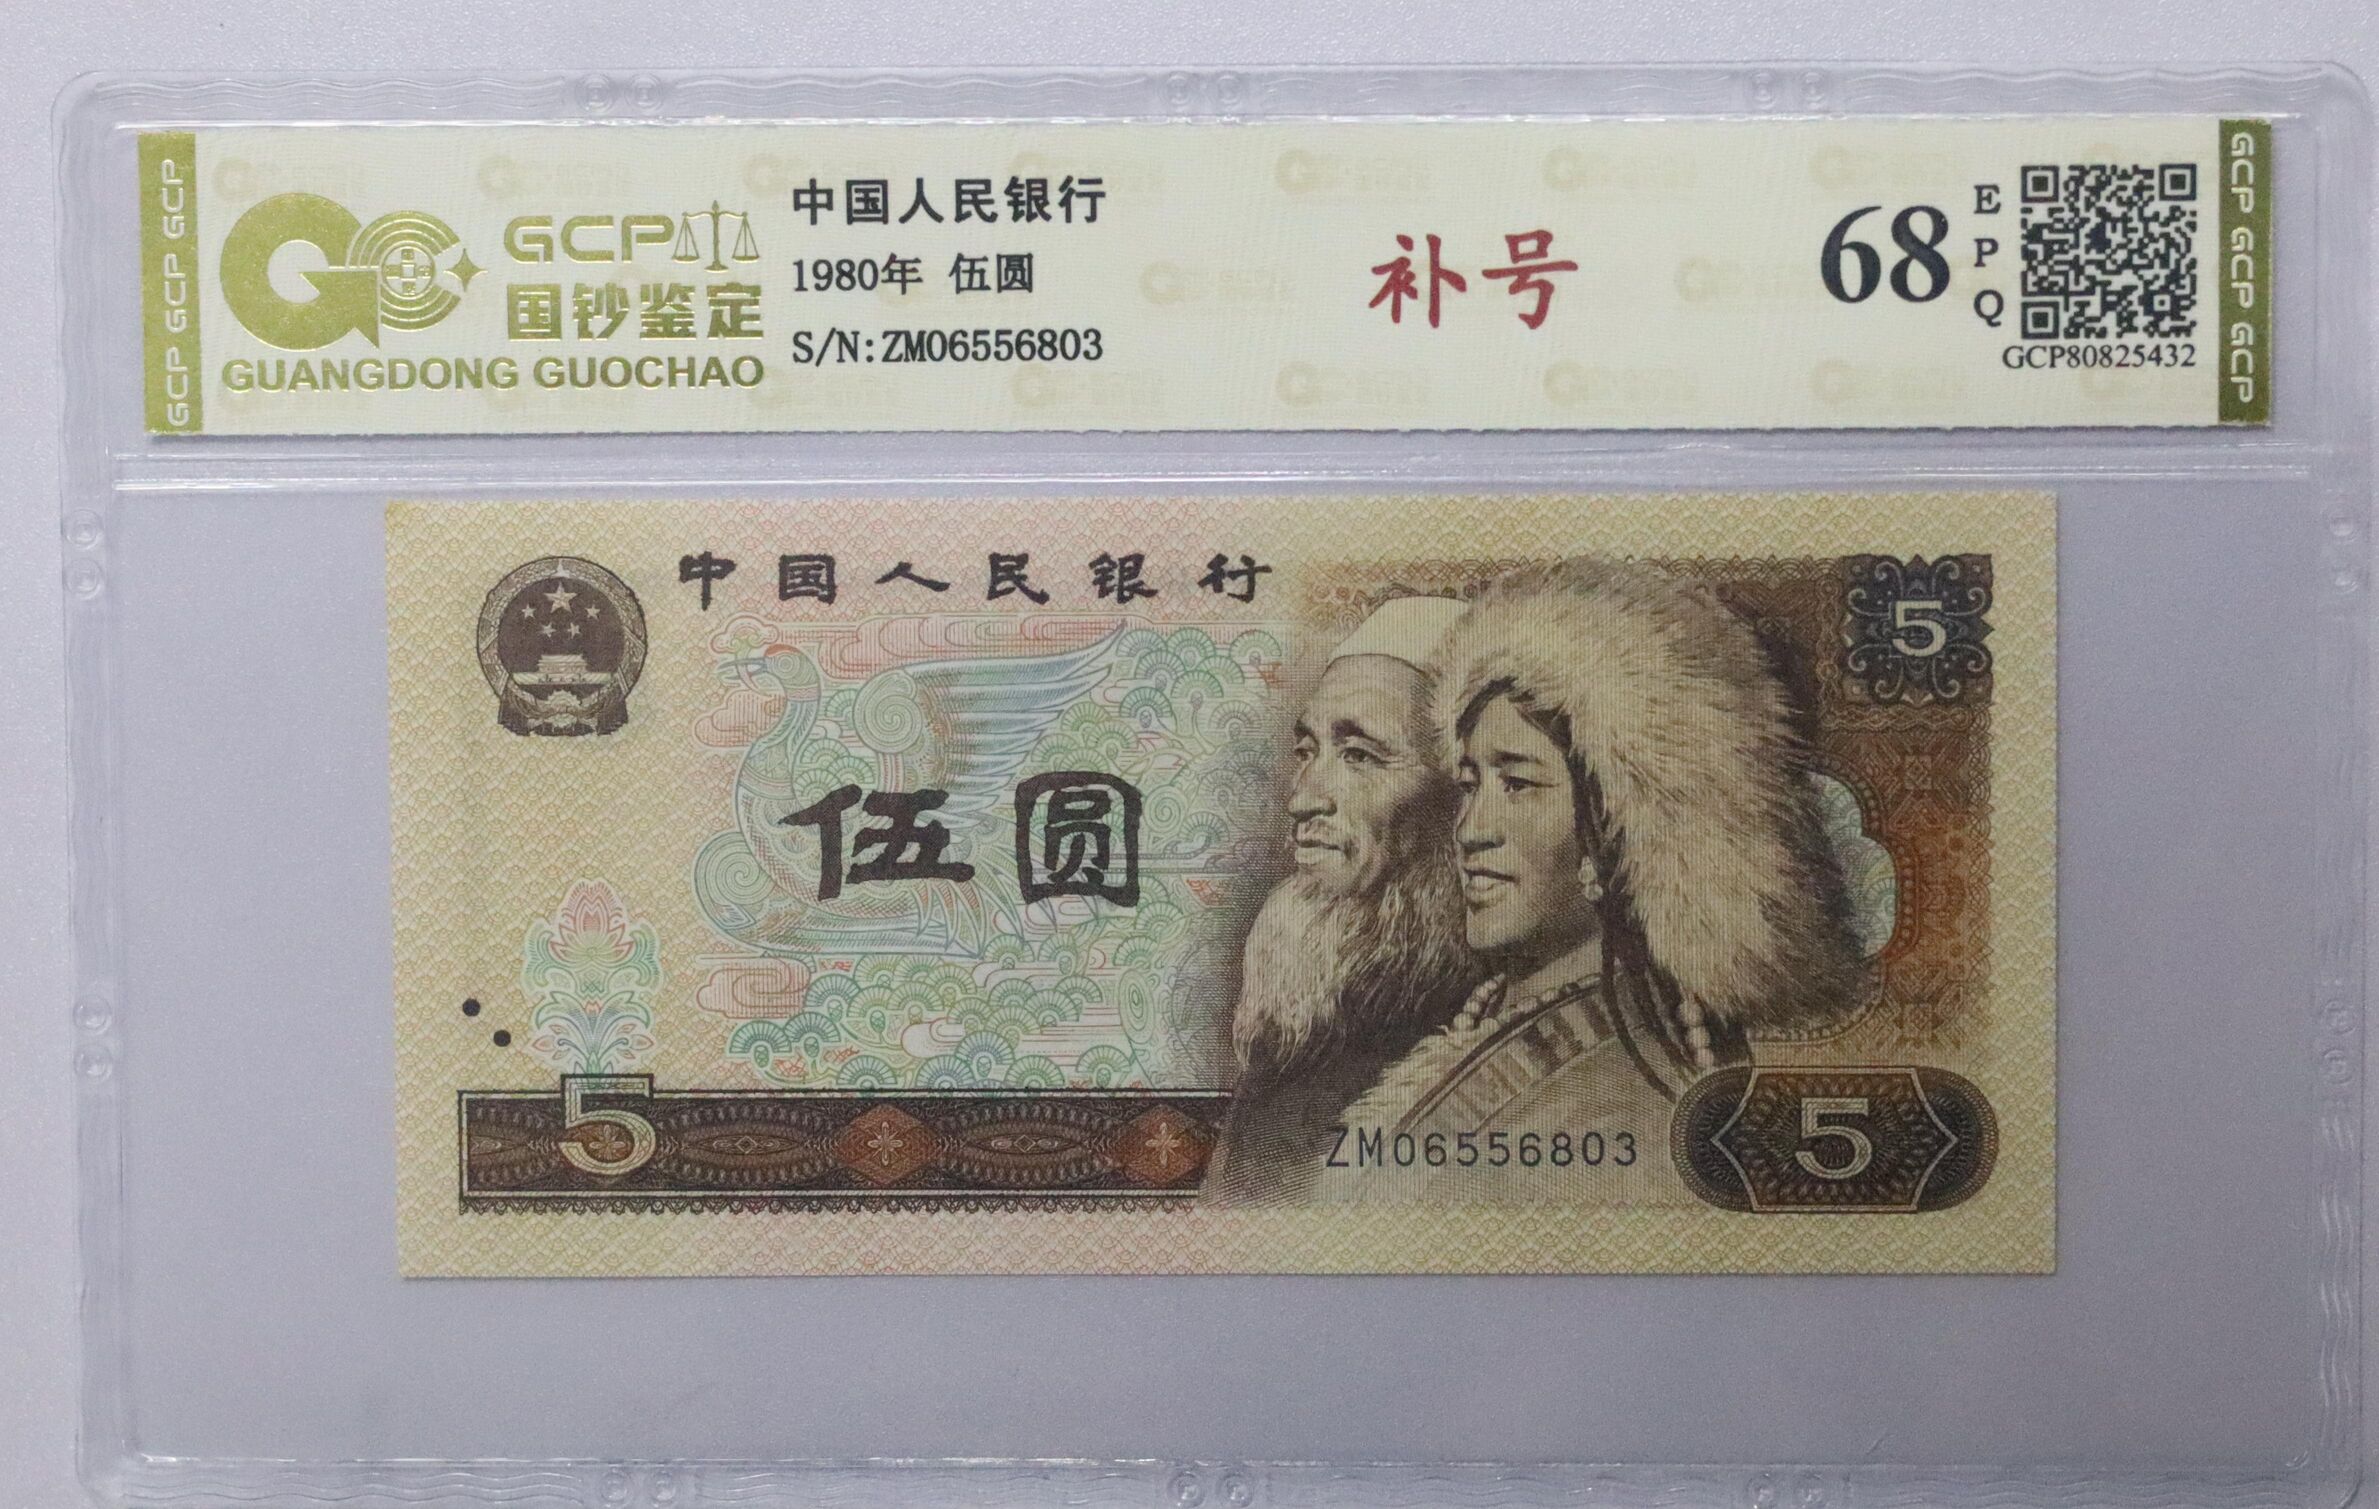 GCP GCP GCP
GCP
国钞鉴定
GUANGDONG GUOCHAO
中国人民银行
1980年 伍圆
S/N:ZM06556803
补号
68
EPQ
GCP80825432
GCP GCP GCP
中国人民银行
5
伍圆
5
ZM06556803
5